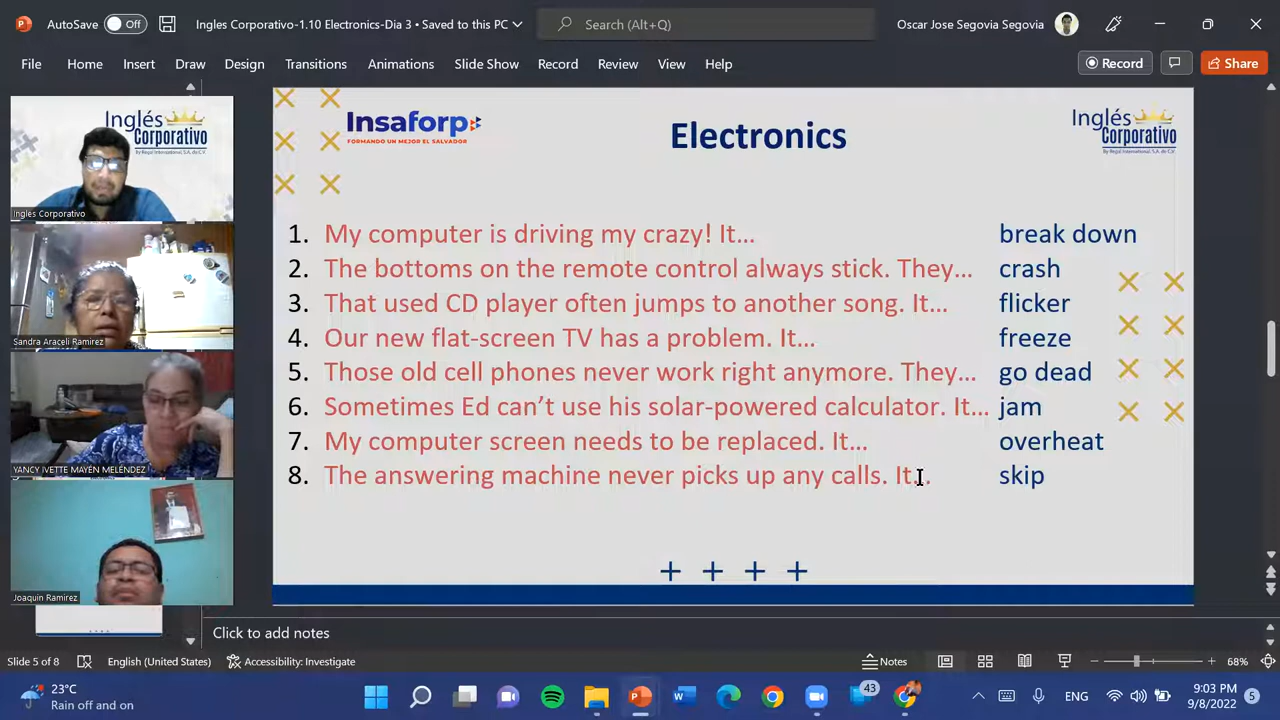 AutoSave Off Ingles Corporativo-1.10 Electronics-Dia 3 • Saved to this PC Search (Alt+Q) Oscar Jose Segovia Segovia
File Home Insert Draw Design Transitions Animations Slide Show Record Review View Help Record Share
Inglés Corporativo
Ingles Corporativo
Sandra Araceli Ramirez
YANCY IVETTE MAYÉN MELÉNDEZ
Joaquin Ramirez
Insaforp
FORMANDO UN MEJOR EL SALVADOR
Electronics
Inglés Corporativo
By Regal International, S.A. de C.V.
1. My computer is driving my crazy! It… break down
2. The bottoms on the remote control always stick. They… crash
3. That used CD player often jumps to another song. It… flicker
4. Our new flat-screen TV has a problem. It… freeze
5. Those old cell phones never work right anymore. They… go dead
6. Sometimes Ed can’t use his solar-powered calculator. It… jam
7. My computer screen needs to be replaced. It… overheat
8. The answering machine never picks up any calls. It… skip
Click to add notes
Slide 5 of 8 English (United States) Accessibility: Investigate Notes 68%
23°C
Rain off and on
43
ENG
9:03 PM
9/8/2022
5